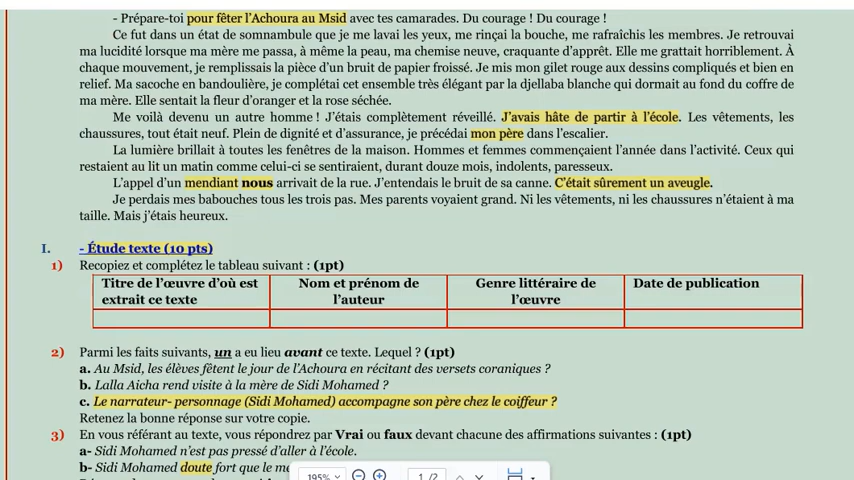 - Prépare-toi pour fêter l'Achoura au Msid avec tes camarades. Du courage ! Du courage !
Ce fut dans un état de somnambule que je me lavai les yeux, me rinçai la bouche, me rafraîchis les membres. Je retrouvai
ma lucidité lorsque ma mère me passa, à même la peau, ma chemise neuve, craquante d'apprêt. Elle me grattait horriblement. À
chaque mouvement, je remplissais la pièce d'un bruit de papier froissé. Je mis mon gilet rouge aux dessins compliqués et bien en
relief. Ma sacoche en bandoulière, je complétai cet ensemble très élégant par la djellaba blanche qui dormait au fond du coffre de
ma mère. Elle sentait la fleur d'oranger et la rose séchée.
Me voilà devenu un autre homme ! J'étais complètement réveillé. J'avais hâte de partir à l'école. Les vêtements, les
chaussures, tout était neuf. Plein de dignité et d'assurance, je précédai mon père dans l'escalier.
La lumière brillait à toutes les fenêtres de la maison. Hommes et femmes commençaient l'année dans l'activité. Ceux qui
restaient au lit un matin comme celui-ci se sentiraient, durant douze mois, indolents, paresseux.
L'appel d'un mendiant nous arrivait de la rue. J'entendais le bruit de sa canne. C'était sûrement un aveugle.
Je perdais mes babouches tous les trois pas. Mes parents voyaient grand. Ni les vêtements, ni les chaussures n'étaient à ma
taille. Mais j'étais heureux.
I. - Étude texte (10 pts)
1) Recopiez et complétez le tableau suivant : (1pt)
Titre de l'œuvre d'où est extrait ce texte
Nom et prénom de l'auteur
Genre littéraire de l'œuvre
Date de publication
2) Parmi les faits suivants, un a eu lieu avant ce texte. Lequel ? (1pt)
a. Au Msid, les élèves fêtent le jour de l'Achoura en récitant des versets coraniques ?
b. Lalla Aicha rend visite à la mère de Sidi Mohamed ?
c. Le narrateur- personnage (Sidi Mohamed) accompagne son père chez le coiffeur ?
Retenez la bonne réponse sur votre copie.
3) En vous référant au texte, vous répondrez par Vrai ou faux devant chacune des affirmations suivantes : (1pt)
a- Sidi Mohamed n'est pas pressé d'aller à l'école.
b- Sidi Mohamed doute fort que le me
195%
1 /2